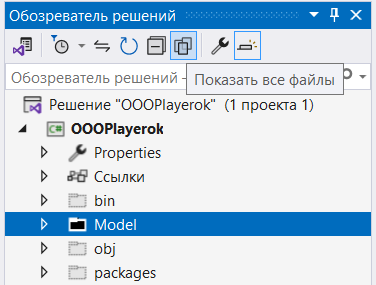 Обозреватель решений
Обозреватель решений –
Показать все файлы
Решение "OOOPlayerok" (1 проекта 1)
C# OOOPlayerok
Properties
Ссылки
bin
Model
obj
packages